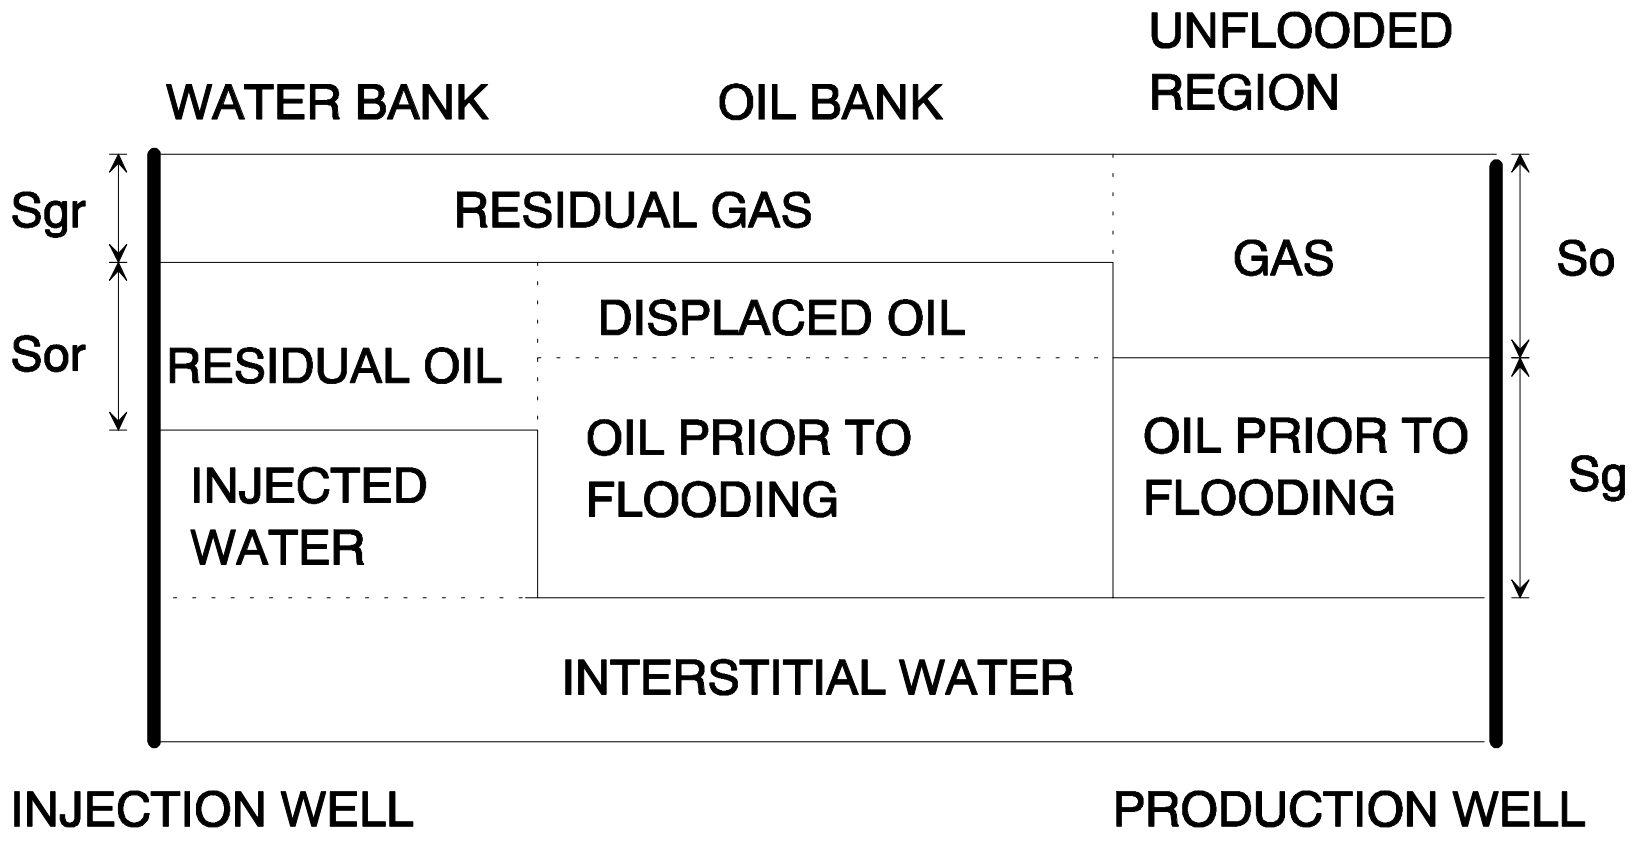 UNFLOODED
REGION
WATER BANK
OIL BANK
Sgr
RESIDUAL GAS
GAS
So
DISPLACED OIL
Sor
RESIDUAL OIL
OIL PRIOR TO
FLOODING
OIL PRIOR TO
FLOODING
Sg
INJECTED
WATER
INTERSTITIAL WATER
INJECTION WELL
PRODUCTION WELL